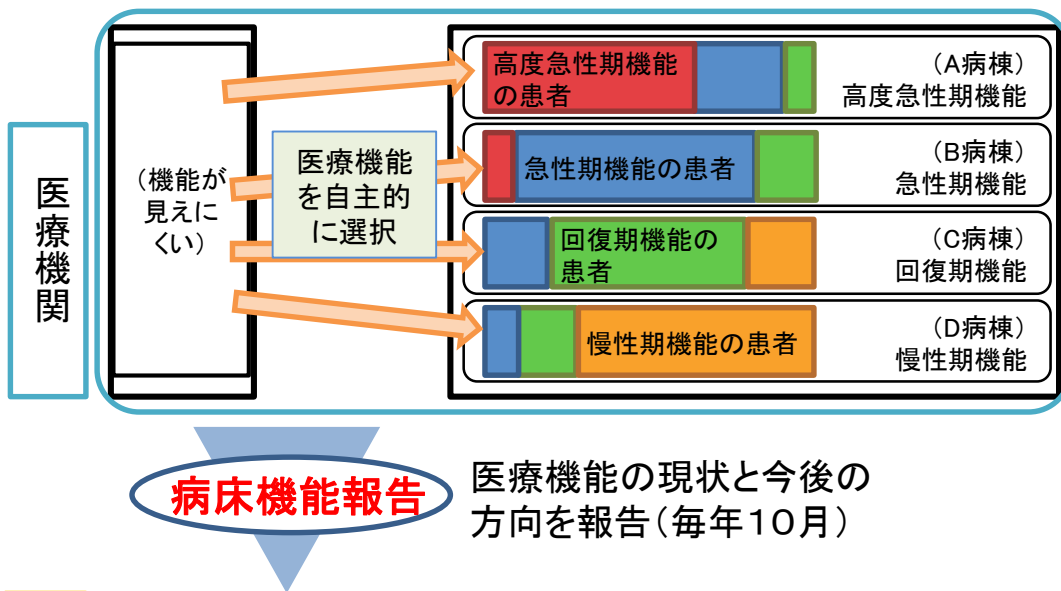 医療機関
(機能が
見えに
くい)
医療機能
を自主的
に選択
高度急性期機能
の患者
(A病棟)
高度急性期機能
急性期機能の患者
(B病棟)
急性期機能
回復期機能の
患者
(C病棟)
回復期機能
慢性期機能の患者
(D病棟)
慢性期機能
病床機能報告
医療機能の現状と今後の
方向を報告(毎年10月)